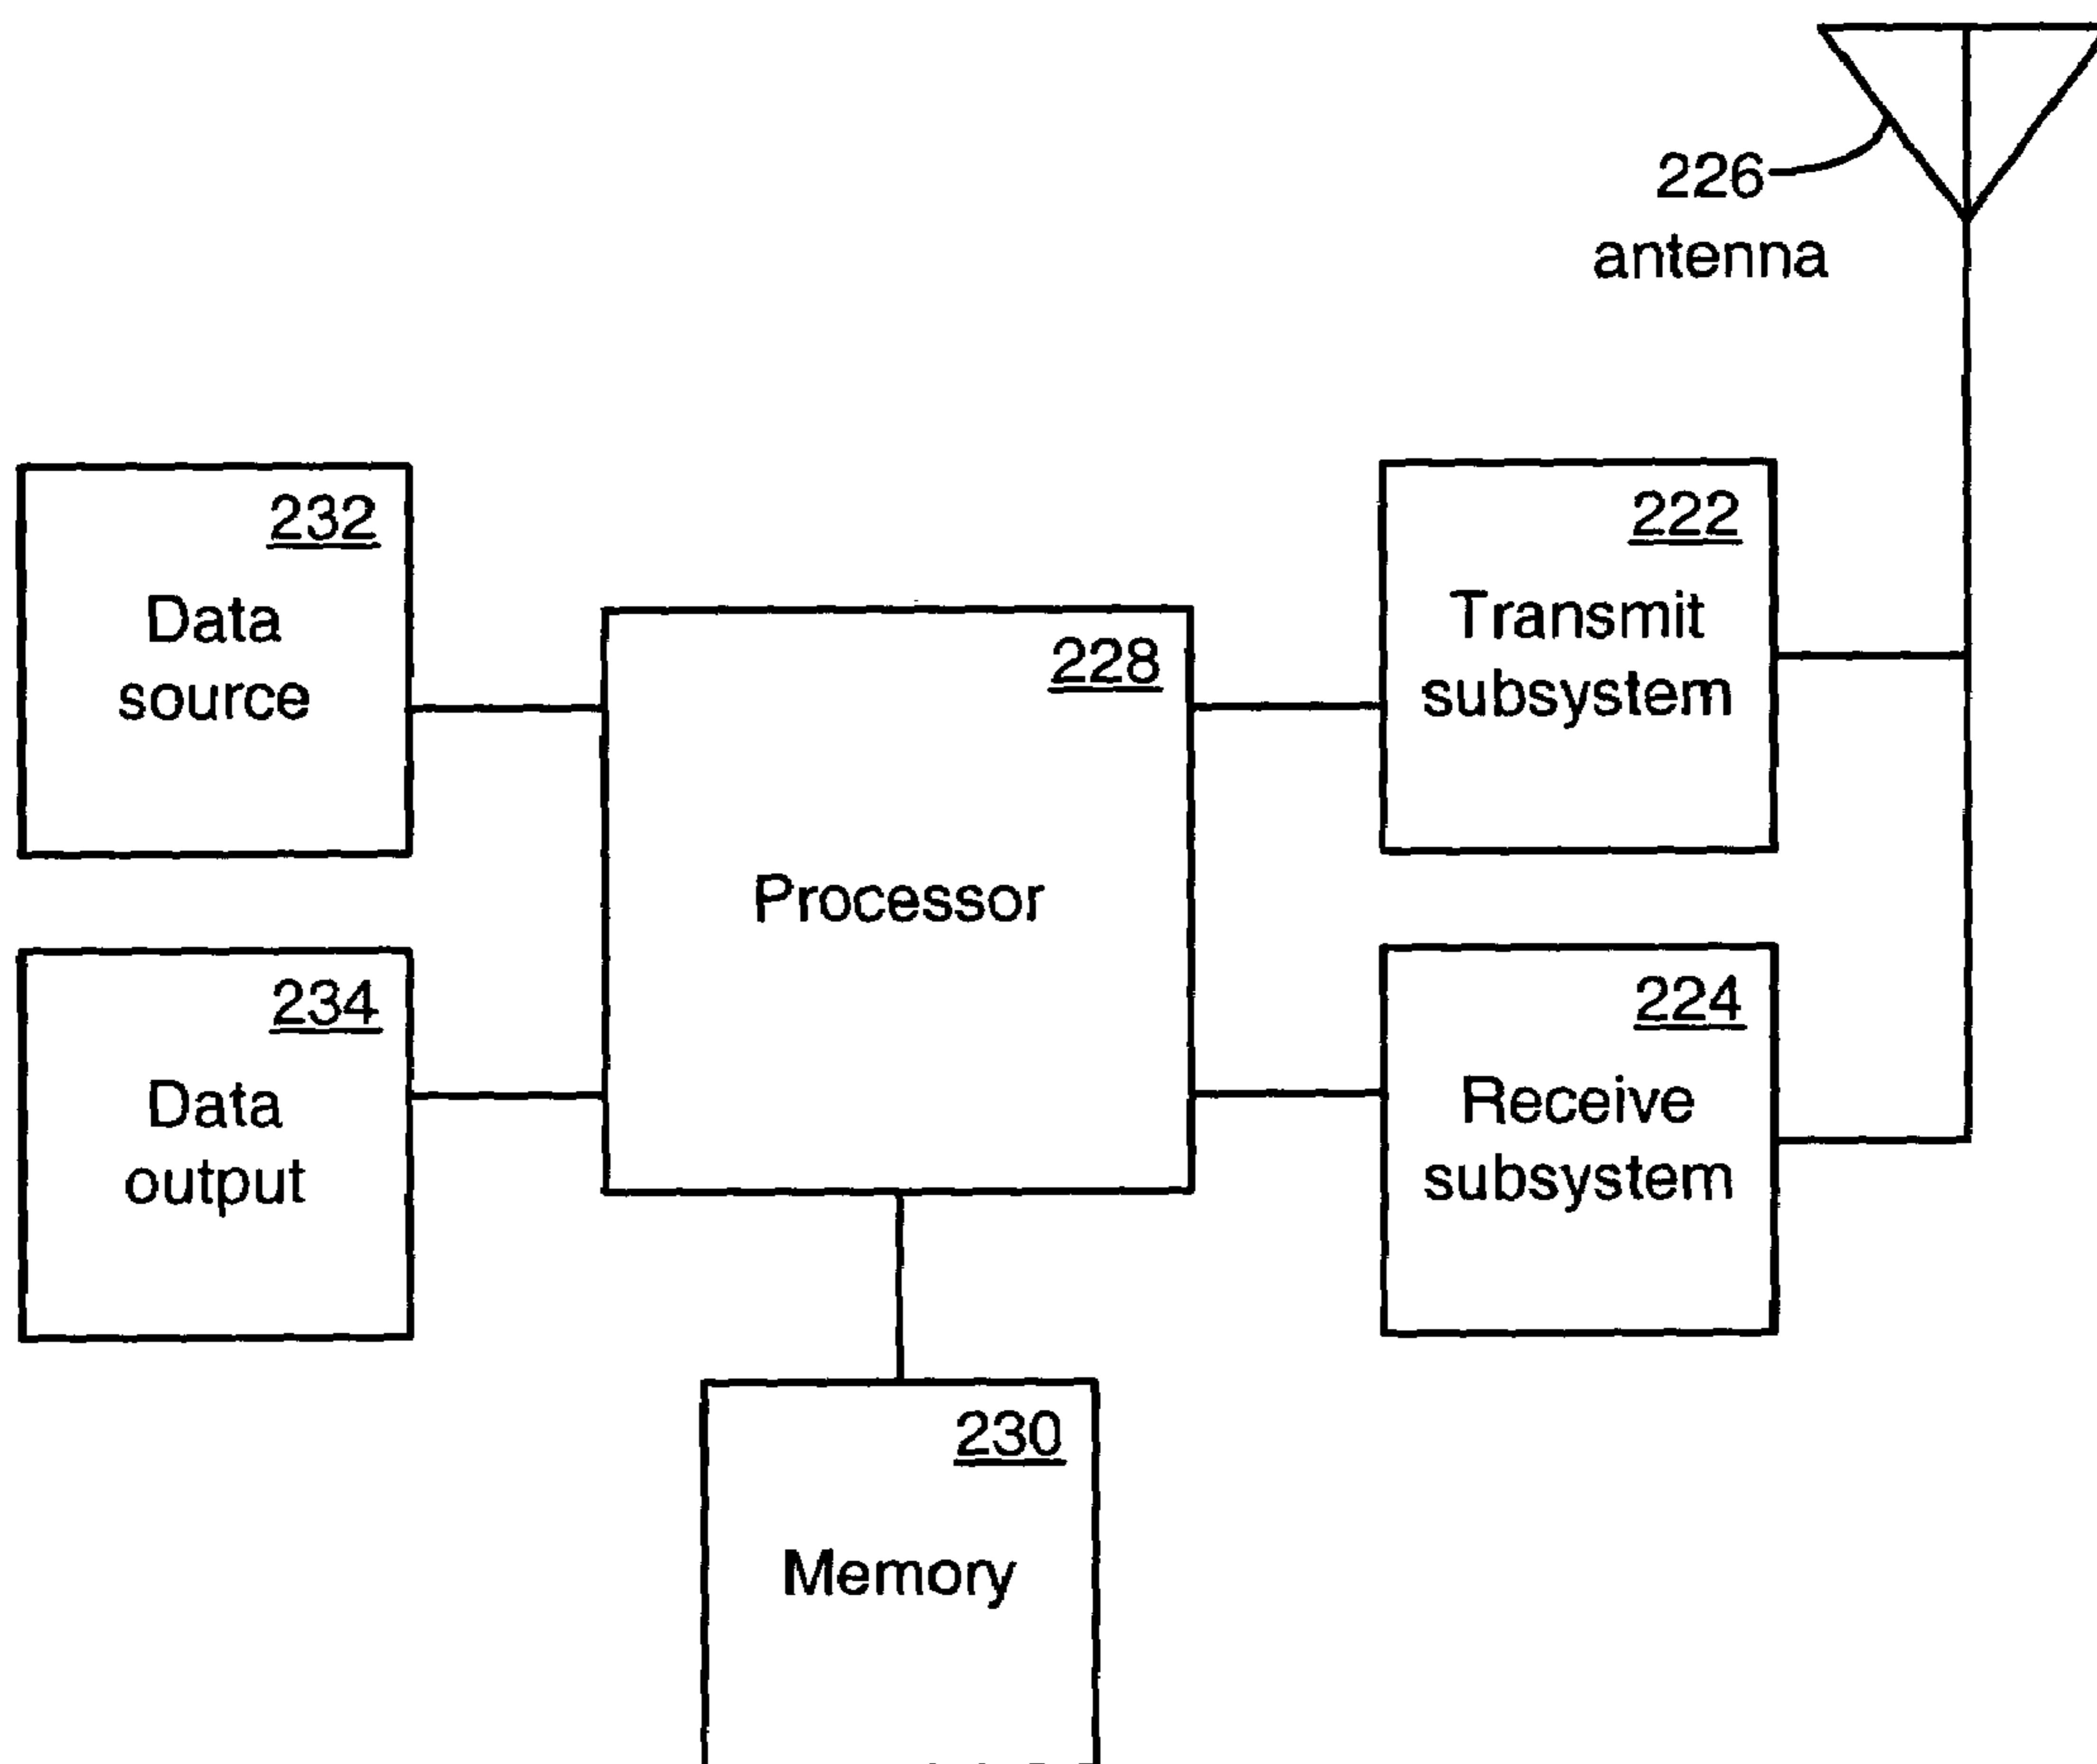 226
antenna
232
Data
source
228
Processor
222
Transmit
subsystem
234
Data
output
224
Receive
subsystem
230
Memory